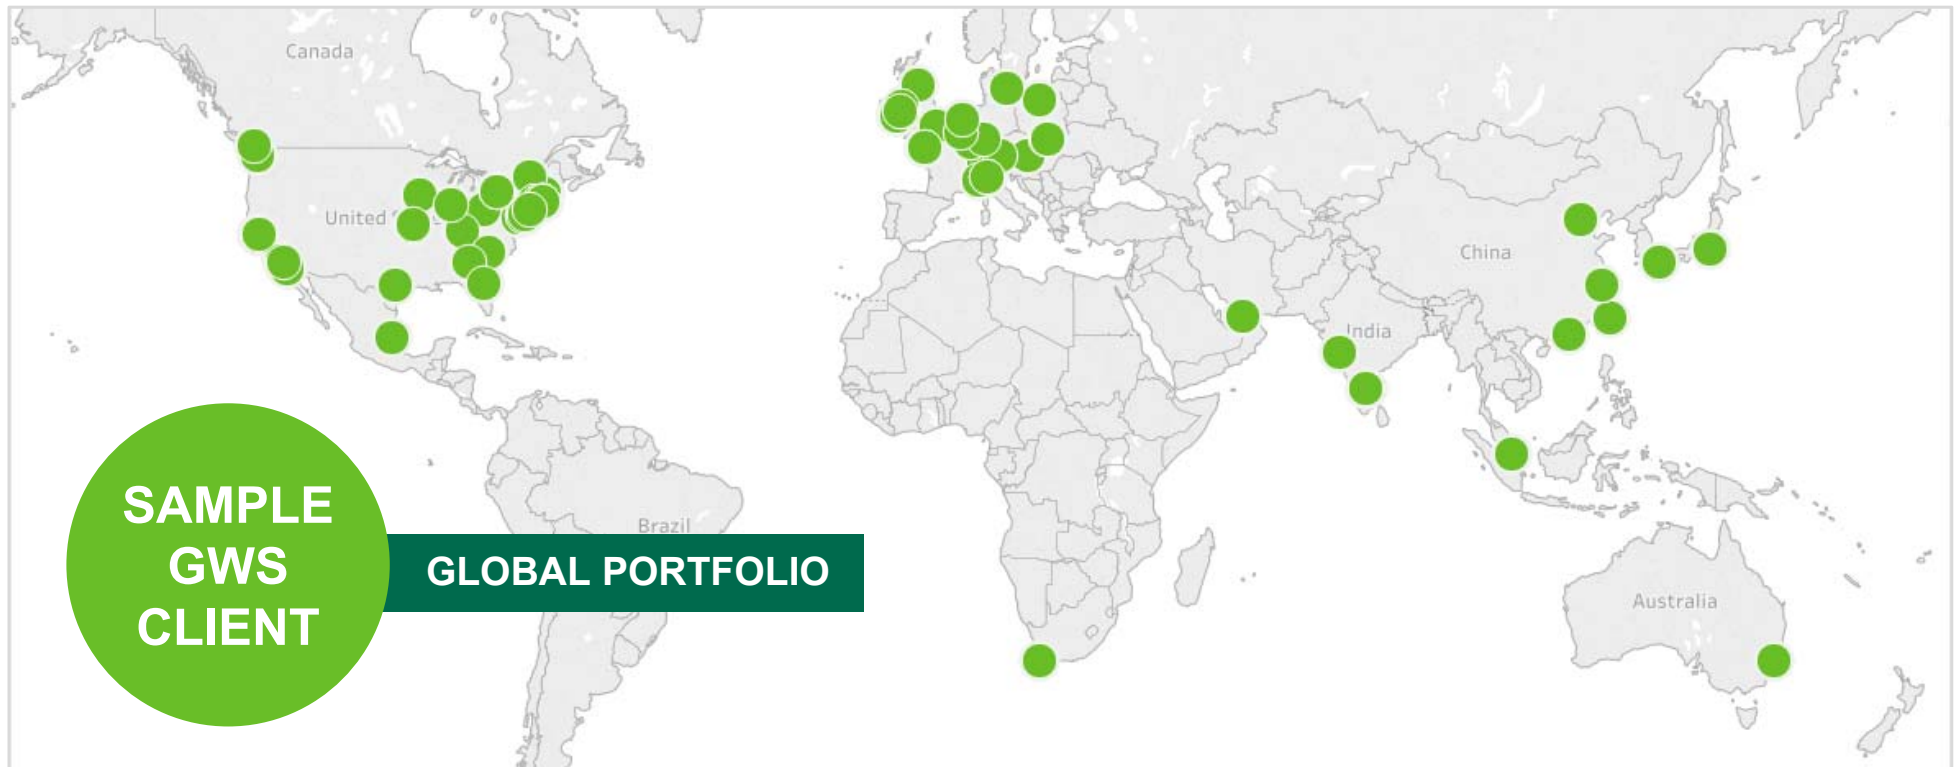 Canada
United
China
India
Brazil
Australia
SAMPLE
GWS
CLIENT
GLOBAL PORTFOLIO